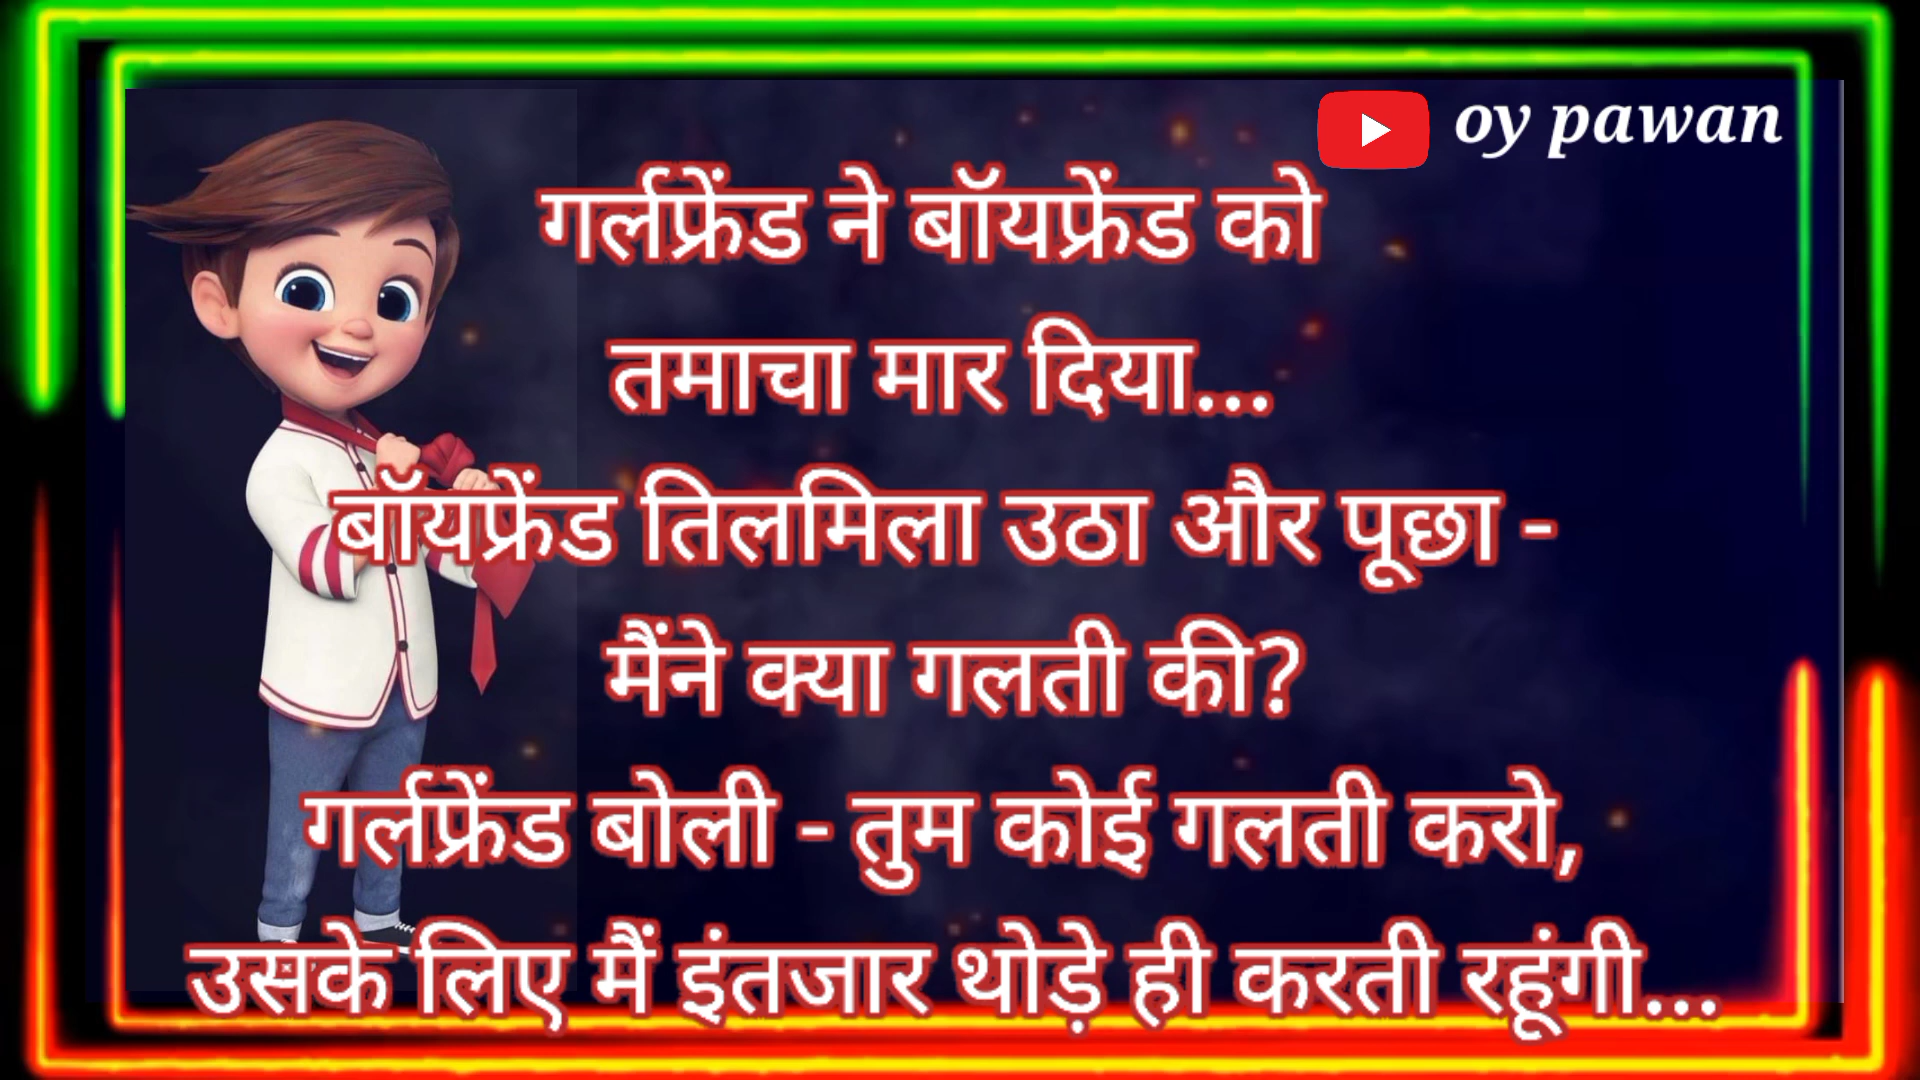 oy pawan
गर्लफ्रेंड ने बॉयफ्रेंड को
तमाचा मार दिया...
बॉयफ्रेंड तिलमिला उठा और पूछा -
मैंने क्या गलती की?
गर्लफ्रेंड बोली - तुम कोई गलती करो,
उसके लिए मैं इंतजार थोड़े ही करती रहूंगी...